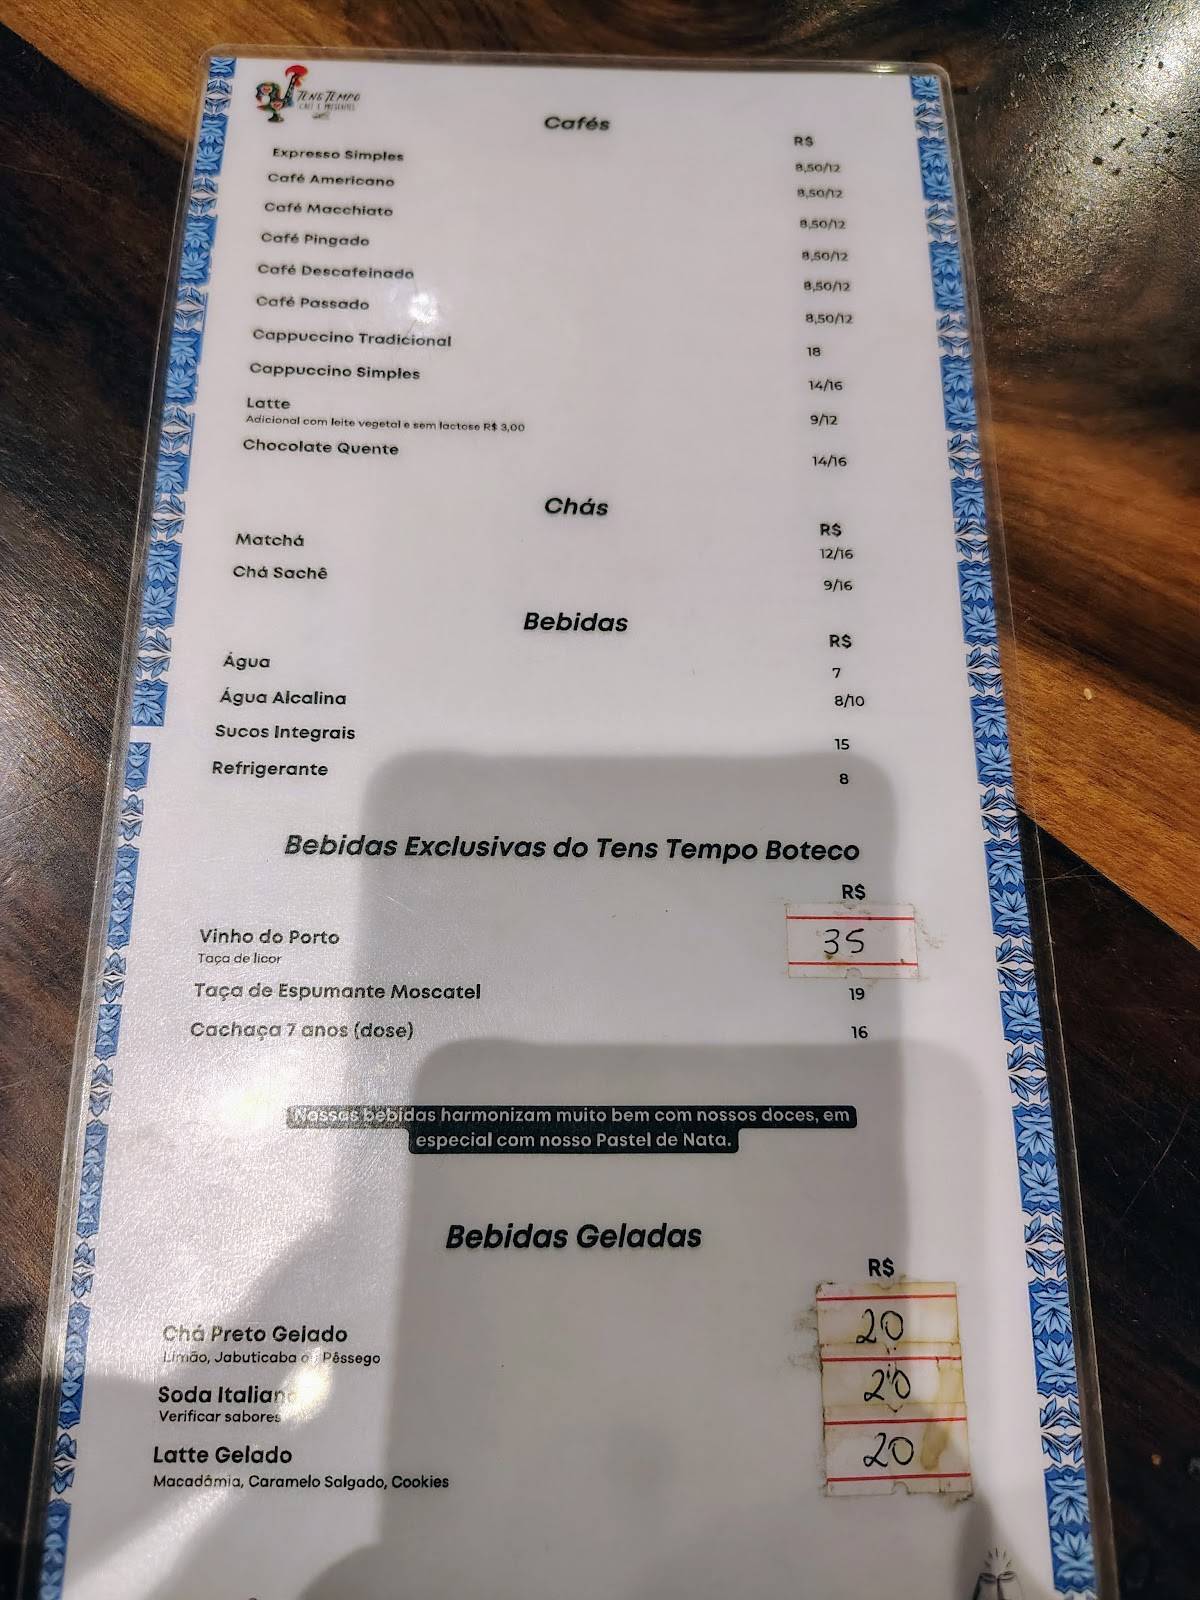 TENS TEMPO
CAFÉ E PRESENTES
Cafés
R$
Expresso Simples 8,50/12
Café Americano 8,50/12
Café Macchiato 8,50/12
Café Pingado 8,50/12
Café Descafeinado 8,50/12
Café Passado 8,50/12
Cappuccino Tradicional 18
Cappuccino Simples 14/16
Latte 9/12
Adicional com leite vegetal e sem lactose R$ 3,00
Chocolate Quente 14/16
Chás
R$
Matchá 12/16
Chá Sachê 9/16
Bebidas
R$
Água 7
Água Alcalina 8/10
Sucos Integrais 15
Refrigerante 8
Bebidas Exclusivas do Tens Tempo Boteco
R$
Vinho do Porto 35
Taça de licor
Taça de Espumante Moscatel 19
Cachaça 7 anos (dose) 16
Nossas bebidas harmonizam muito bem com nossos doces, em
especial com nosso Pastel de Nata.
Bebidas Geladas
R$
Chá Preto Gelado 20
Limão, Jabuticaba ou Pêssego
Soda Italiana 20
Verificar sabores
Latte Gelado 20
Macadâmia, Caramelo Salgado, Cookies